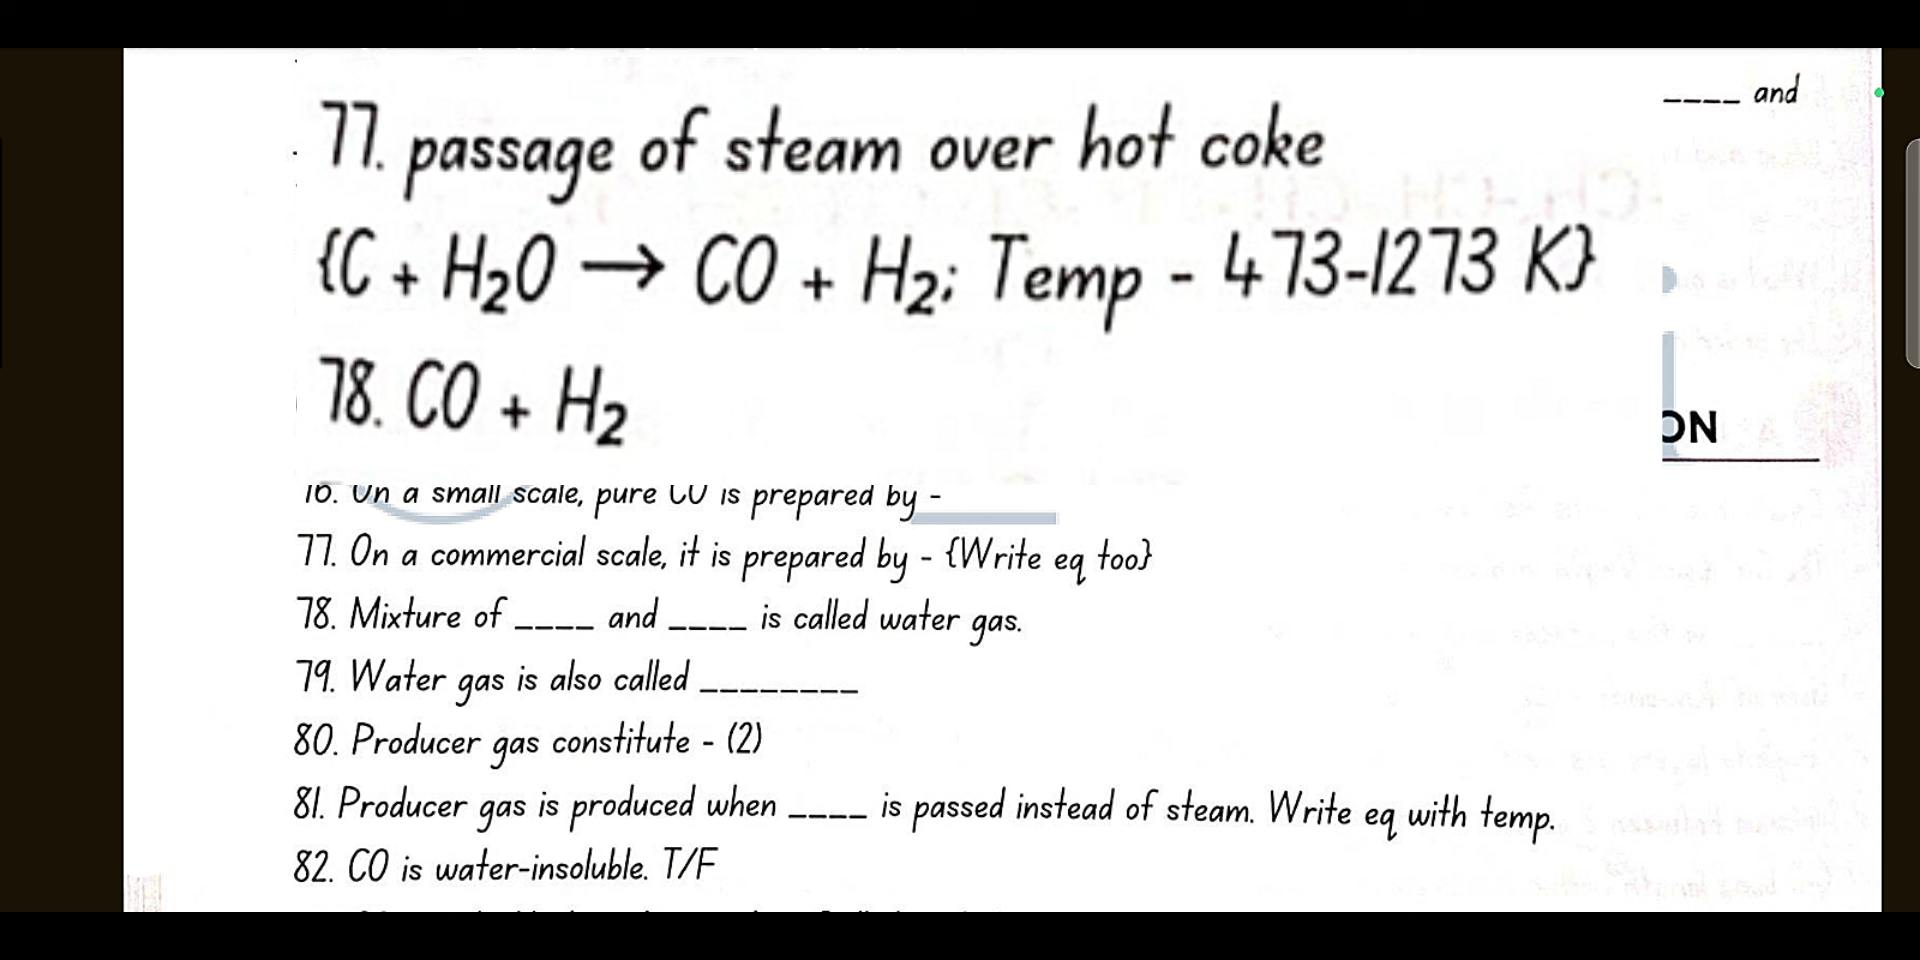 ____ and
77. passage of steam over hot coke
{C + H₂O → CO + H₂; Temp - 473-1273 K}
78. CO + H₂
ON
76. On a small scale, pure CO is prepared by -
77. On a commercial scale, it is prepared by - {Write eq too}
78. Mixture of ____ and ____ is called water gas.
79. Water gas is also called ________
80. Producer gas constitute - (2)
81. Producer gas is produced when ____ is passed instead of steam. Write eq with temp.
82. CO is water-insoluble. T/F